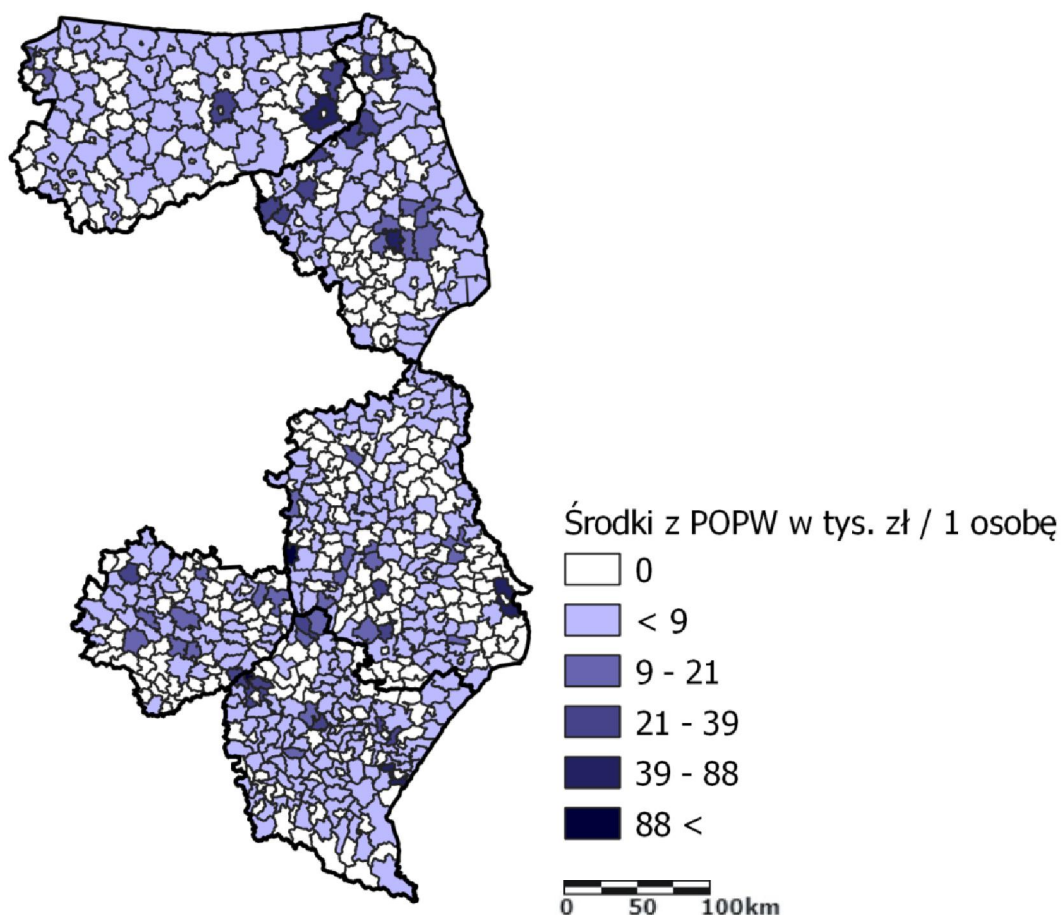 Środki z POPW w tys. zł / 1 osobę
0
< 9
9 - 21
21 - 39
39 - 88
88 <
0 50 100km